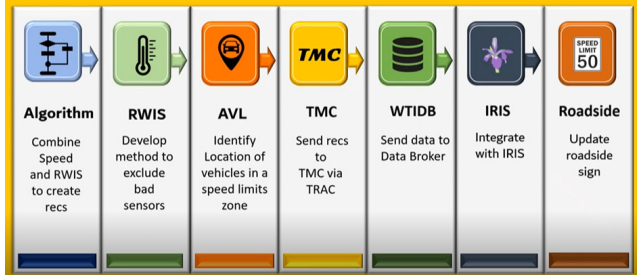 TMC
SPEED
LIMIT
50
Algorithm
Combine
Speed
and RWIS
to create
recs
RWIS
Develop
method to
exclude
bad
sensors
AVL
Identify
Location of
vehicles in a
speed limits
zone
TMC
Send recs
to
TMC via
TRAC
WTIDB
Send data to
Data Broker
IRIS
Integrate
with IRIS
Roadside
Update
roadside
sign